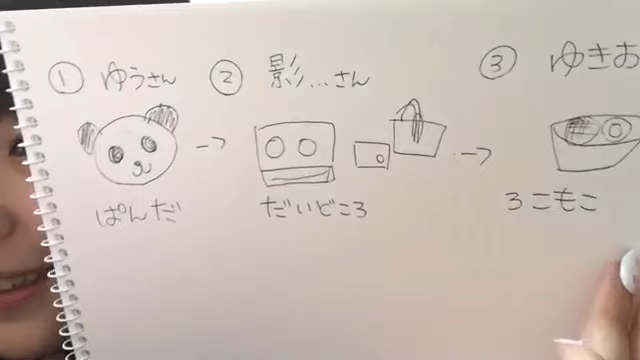 ① ゆうさん
ぱんだ
② 影...さん
だいどころ
③ ゆきお
ろこもこ